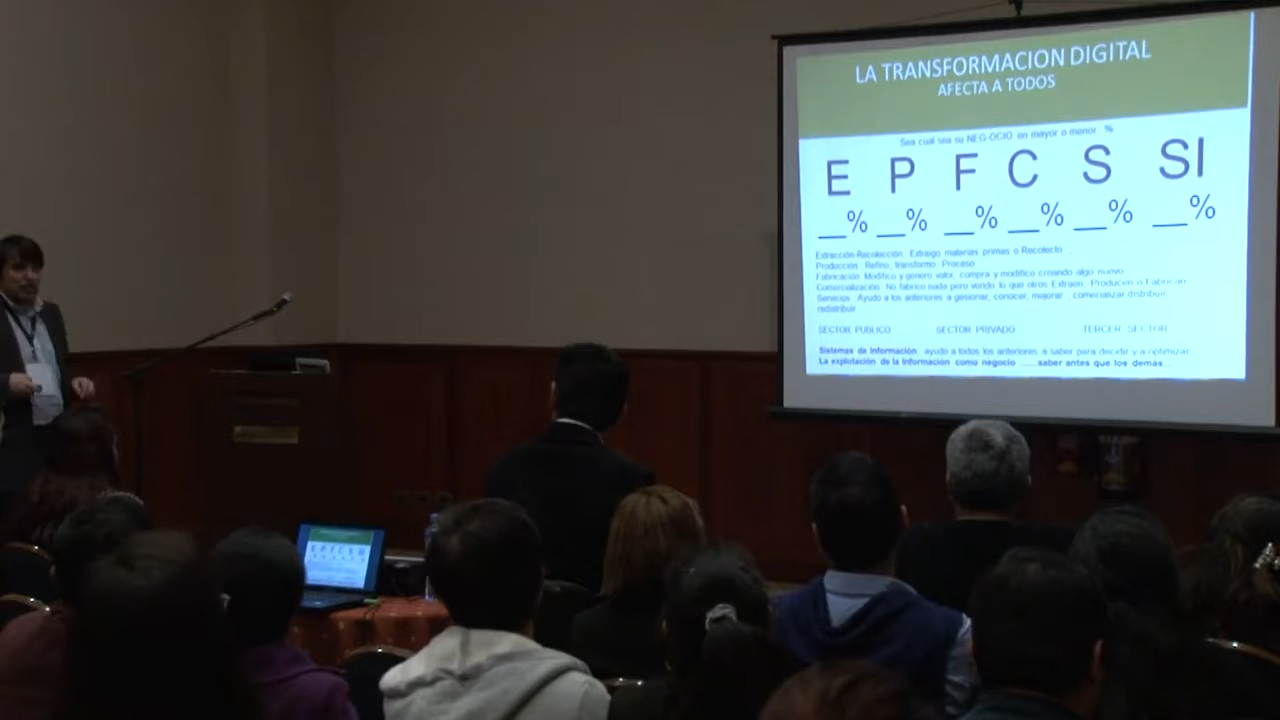 LA TRANSFORMACION DIGITAL
AFECTA A TODOS
Sea cual sea su NEG-OCIO en mayor o menor %
E P F C S SI
__% __% __% __% __% __%
Extracción-Recolección Extraigo materias primas o Recolecto .
Producción Refino, transformo Proceso
Fabricación Modifico y genero valor, compra y modifico creando algo nuevo
Comercialización No fabrico nada pero vendo lo que otros Extraen, Producen o Fabrican
Servicios ..Ayudo a los anteriores a gesionar, conocer, mejorar comenalizar distribuir
redistribuir
SECTOR PUBLICO SECTOR PRIVADO TERCER SECTOR
Sistemas de Información ayudo a todos los anteriores a saber para decidir y a optimizar
La explotación de la Información como negocio .....saber antes que los demas
E P F C S SI